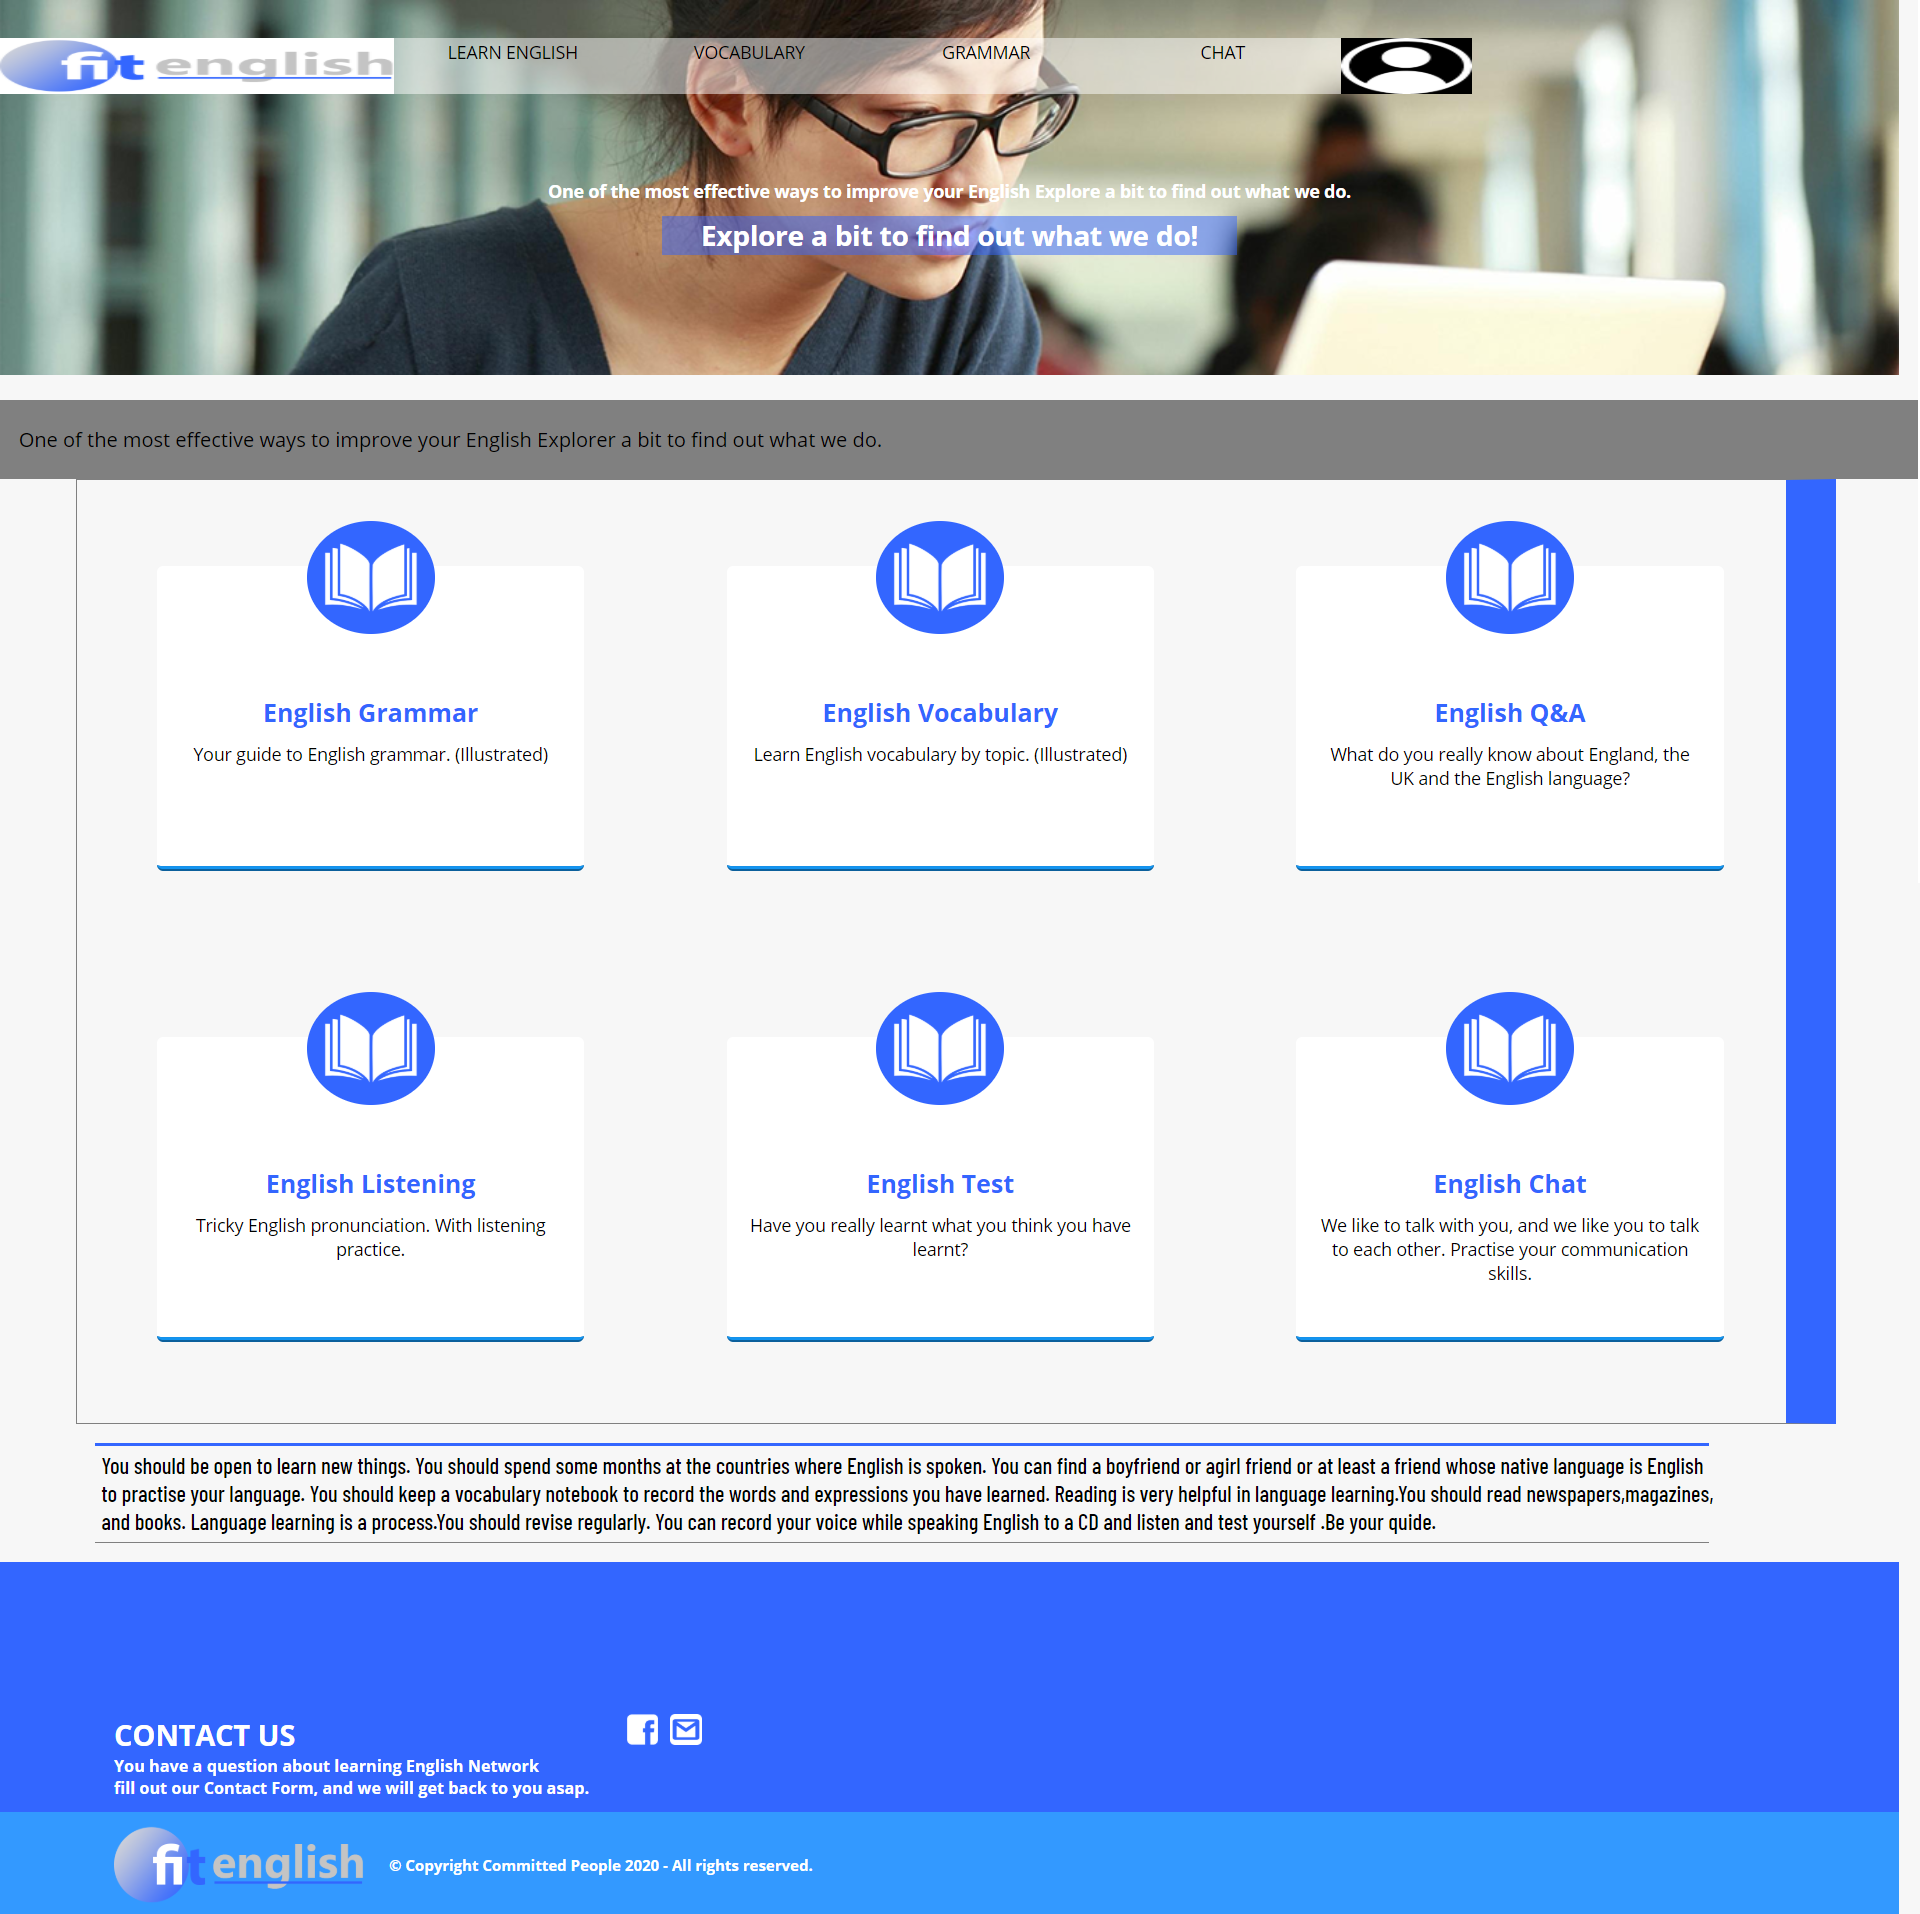 fit english
LEARN ENGLISH
VOCABULARY
GRAMMAR
CHAT
One of the most effective ways to improve your English Explore a bit to find out what we do.
Explore a bit to find out what we do!
One of the most effective ways to improve your English Explorer a bit to find out what we do.
English Grammar
Your guide to English grammar. (Illustrated)
English Vocabulary
Learn English vocabulary by topic. (Illustrated)
English Q&A
What do you really know about England, the
UK and the English language?
English Listening
Tricky English pronunciation. With listening
practice.
English Test
Have you really learnt what you think you have
learnt?
English Chat
We like to talk with you, and we like you to talk
to each other. Practise your communication
skills.
You should be open to learn new things. You should spend some months at the countries where English is spoken. You can find a boyfriend or agirl friend or at least a friend whose native language is English
to practise your language. You should keep a vocabulary notebook to record the words and expressions you have learned. Reading is very helpful in language learning.You should read newspapers,magazines,
and books. Language learning is a process.You should revise regularly. You can record your voice while speaking English to a CD and listen and test yourself .Be your quide.
CONTACT US
You have a question about learning English Network
fill out our Contact Form, and we will get back to you asap.
fit english
© Copyright Committed People 2020 - All rights reserved.